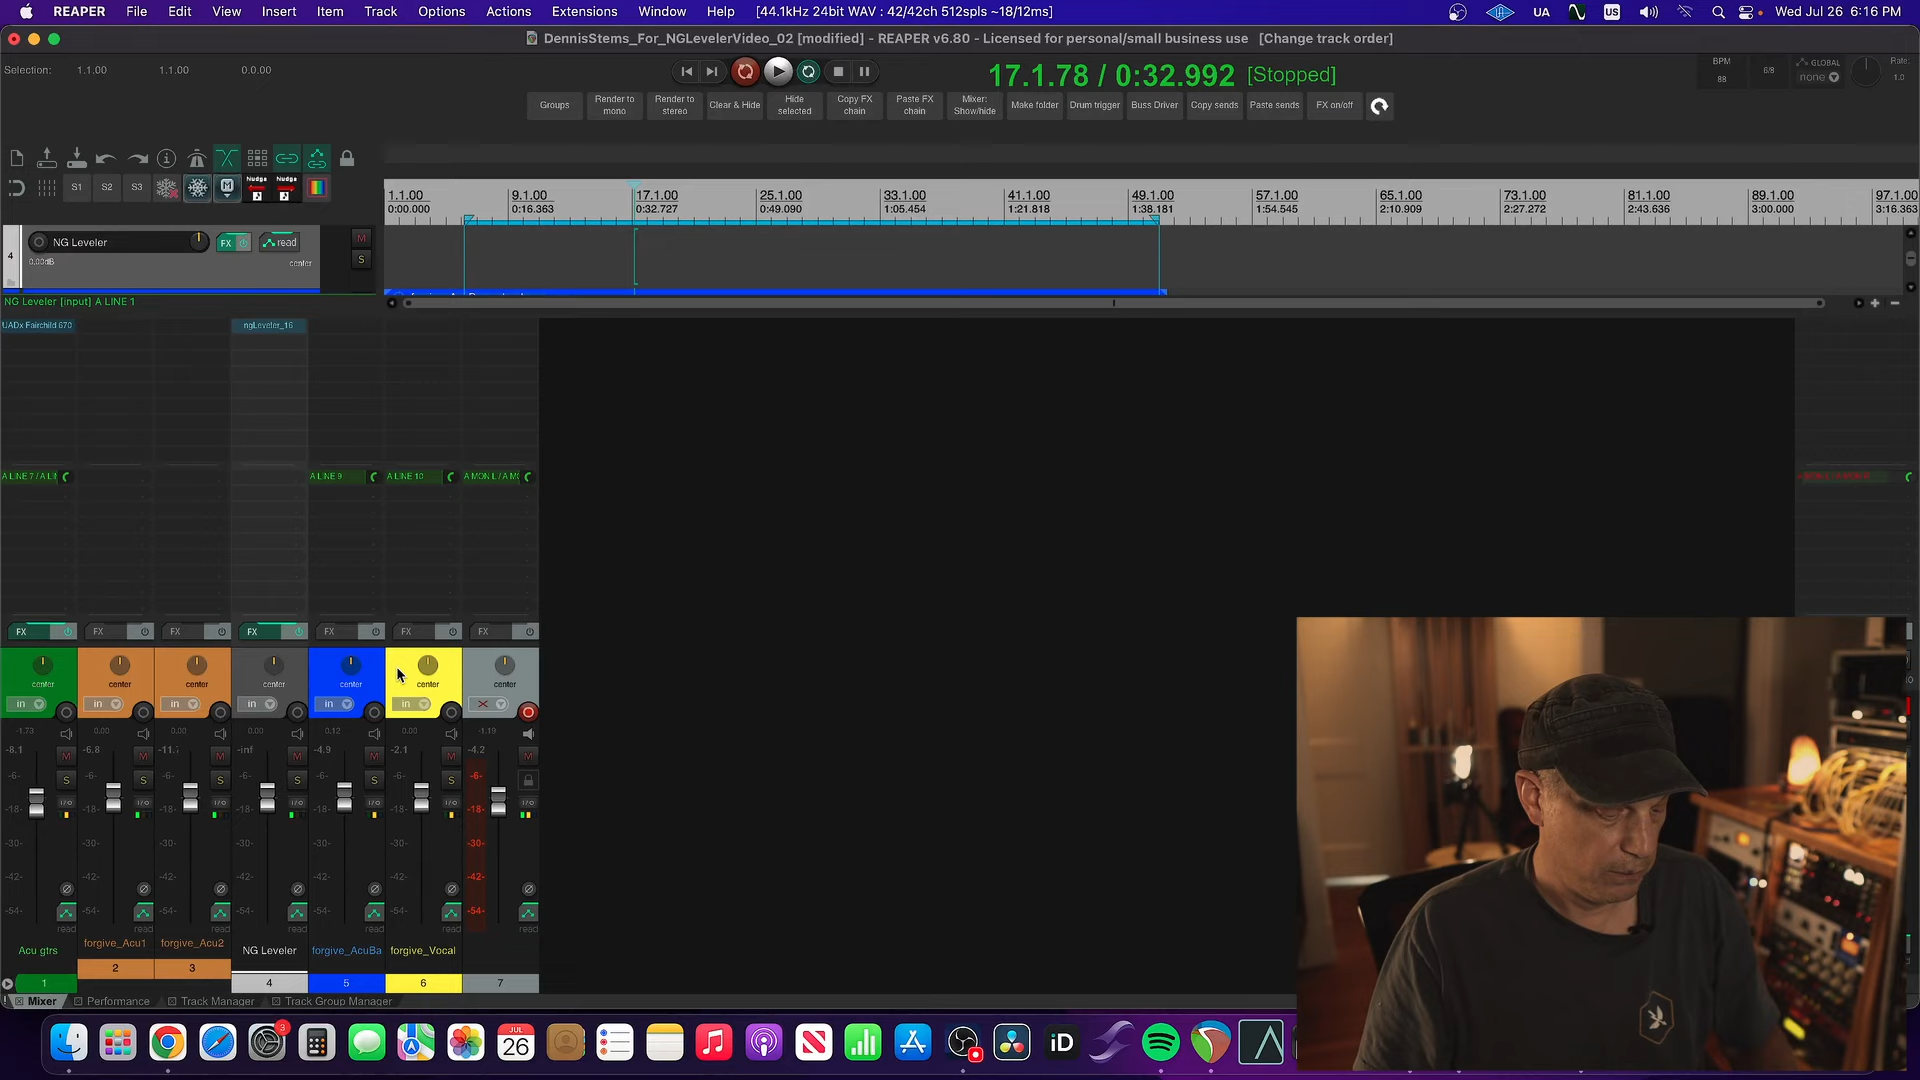 REAPER File Edit View Insert Item Track Options Actions Extensions Window Help [44.1kHz 24bit WAV : 42/42ch 512spls ~18/12ms] UA US Wed Jul 26 6:16 PM
DennisStems_For_NGLevelerVideo_02 [modified] - REAPER v6.80 - Licensed for personal/small business use [Change track order]
Selection: 1.1.00 1.1.00 0:0.00
17.1.78 / 0:32.992 [Stopped]
BPM 88 6/8 GLOBAL none Rate: 1.0
Groups Render to mono Render to stereo Clear & Hide Hide selected Copy FX chain Paste FX chain Mixer: Show/hide Make folder Drum trigger Buss Driver Copy sends Paste sends FX on/off
S1 S2 S3 M Nudge Nudge
1.1.00 9.1.00 17.1.00 25.1.00 33.1.00 41.1.00 49.1.00 57.1.00 65.1.00 73.1.00 81.1.00 89.1.00 97.1.00
0:00.000 0:16.363 0:32.727 0:49.090 1:05.454 1:21.818 1:38.181 1:54.545 2:10.909 2:27.272 2:43.636 3:00.000 3:16.363
4 NG Leveler FX read M
0.00dB center S
NG Leveler [input] A LINE 1
UADx Fairchild 670 ngLeveler_16
A LINE 7 / A LIN A LINE 9 A LINE 10 A MON L / A MO
FX FX FX FX FX FX FX
center center center center center center center
in in in in in in
-1.73 0.00 0.00 0.00 0.12 0.00 -1.19
-8.1 M -6.8 M -11.7 M -inf M -4.9 M -2.1 M -4.2 M
-6- S -6- S -6- S -6- S -6- S -6- S -6-
-18- I/O -18- I/O -18- I/O -18- I/O -18- I/O -18- I/O -18- I/O
-30- -30- -30- -30- -30- -30- -30-
-42- -42- -42- -42- -42- -42- -42-
-54- -54- -54- -54- -54- -54- -54-
read read read read read read read
Acu gtrs forgive_Acu1 forgive_Acu2 NG Leveler forgive_AcuBa forgive_Vocal
1 2 3 4 5 6 7
Mixer Performance Track Manager Track Group Manager
3 JUL 26 iD